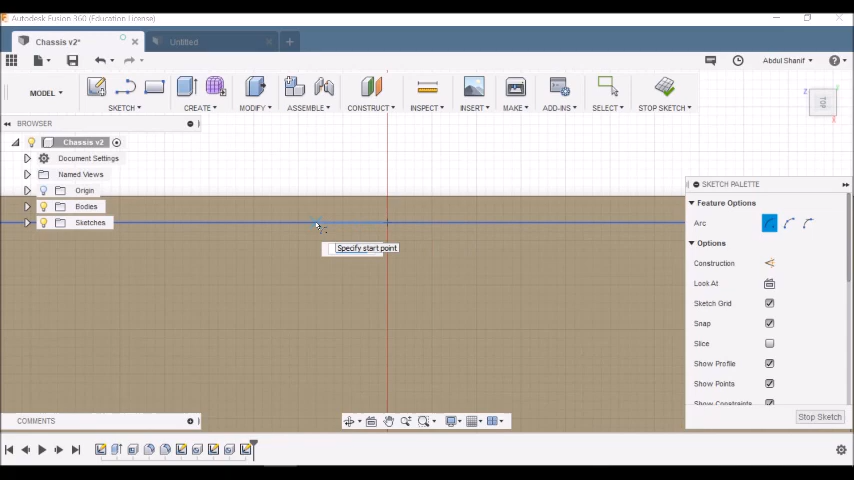 Autodesk Fusion 360 (Education License)
Chassis v2*
Untitled
Abdul Shanif
MODEL
SKETCH
CREATE
MODIFY
ASSEMBLE
CONSTRUCT
INSPECT
INSERT
MAKE
ADD-INS
SELECT
STOP SKETCH
BROWSER
TOP
Chassis v2
Document Settings
Named Views
Origin
Bodies
Sketches
Specify start point
SKETCH PALETTE
Feature Options
Arc
Options
Construction
Look At
Sketch Grid
Snap
Slice
Show Profile
Show Points
Show Constraints
Stop Sketch
COMMENTS